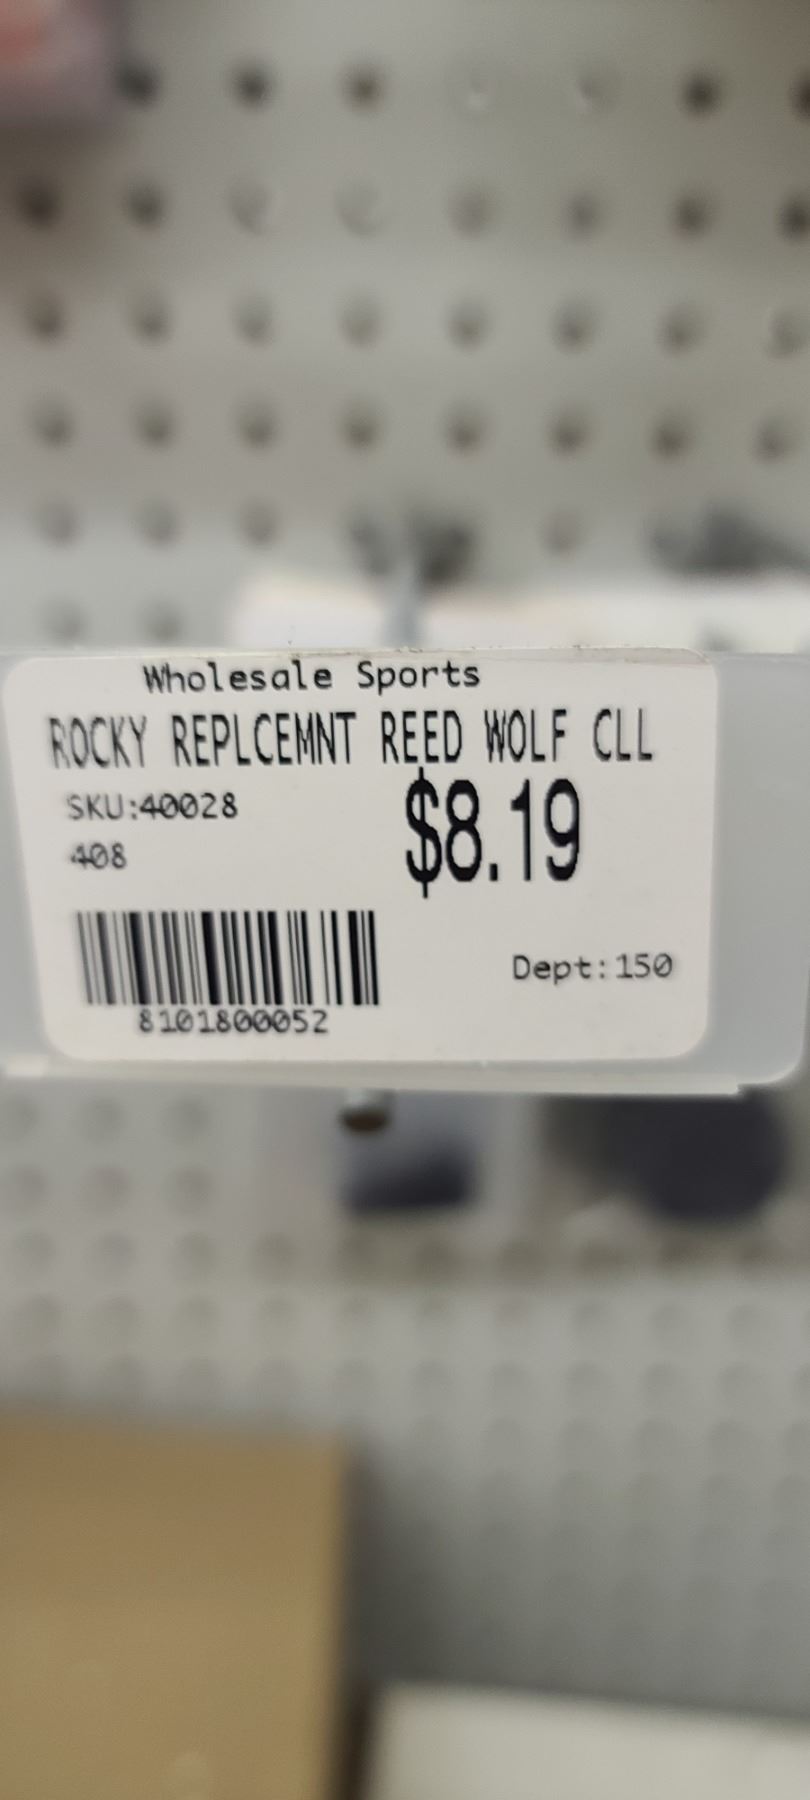 Wholesale Sports
ROCKY REPLCEMNT REED WOLF CLL
SKU:40028
$8.19
408
Dept:150
8101800052